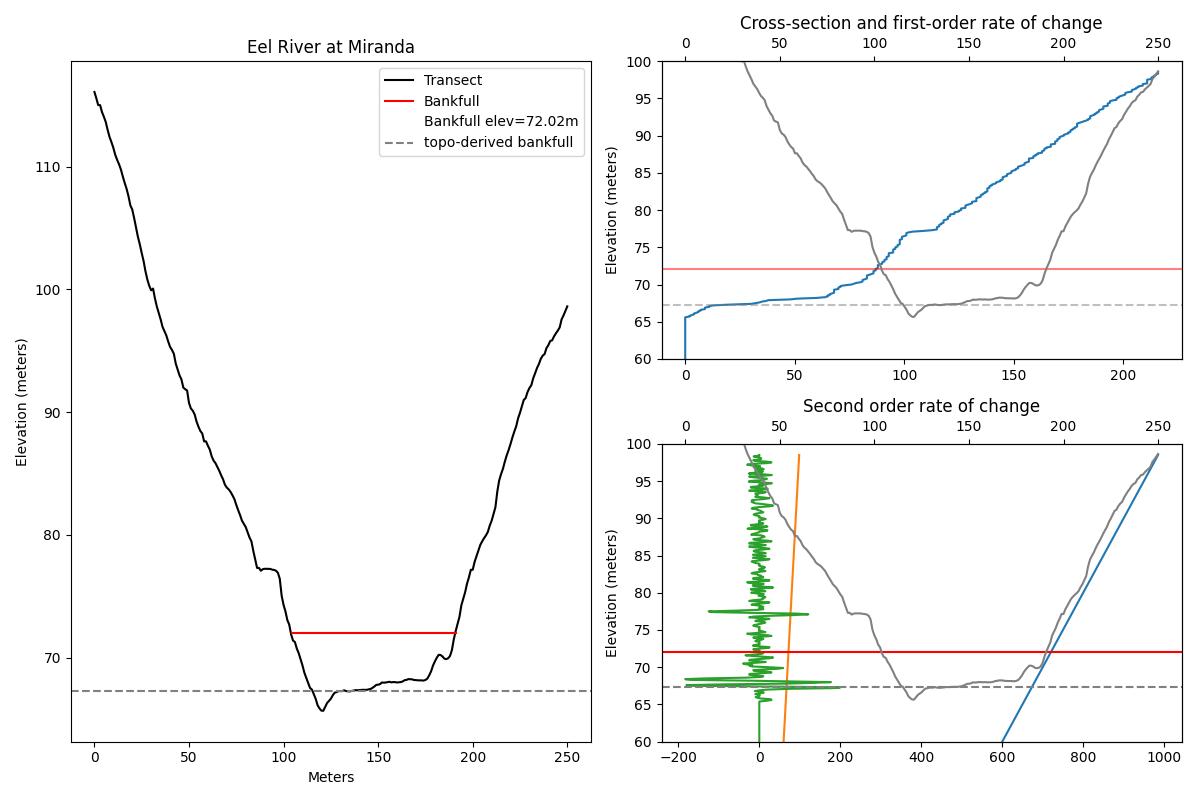 Eel River at Miranda
Transect
Bankfull
Bankfull elev=72.02m
topo-derived bankfull
110
100
90
80
70
Elevation (meters)
0 50 100 150 200 250
Meters
Cross-section and first-order rate of change
0 50 100 150 200 250
100
95
90
85
80
75
70
65
60
Elevation (meters)
0 50 100 150 200
Second order rate of change
0 50 100 150 200 250
100
95
90
85
80
75
70
65
60
Elevation (meters)
−200 0 200 400 600 800 1000